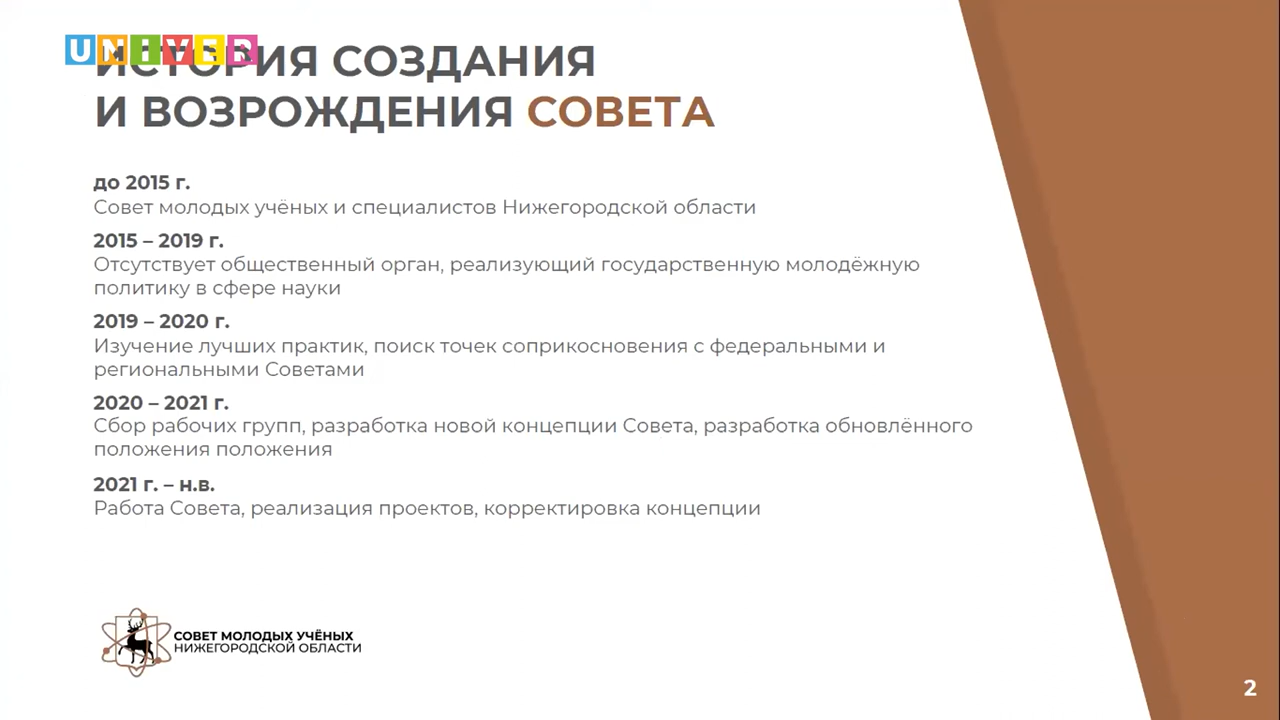 UNIVER
ИСТОРИЯ СОЗДАНИЯ
И ВОЗРОЖДЕНИЯ СОВЕТА
до 2015 г.
Совет молодых учёных и специалистов Нижегородской области
2015 – 2019 г.
Отсутствует общественный орган, реализующий государственную молодёжную
политику в сфере науки
2019 – 2020 г.
Изучение лучших практик, поиск точек соприкосновения с федеральными и
региональными Советами
2020 – 2021 г.
Сбор рабочих групп, разработка новой концепции Совета, разработка обновлённого
положения положения
2021 г. – н.в.
Работа Совета, реализация проектов, корректировка концепции
СОВЕТ МОЛОДЫХ УЧЁНЫХ
НИЖЕГОРОДСКОЙ ОБЛАСТИ
2